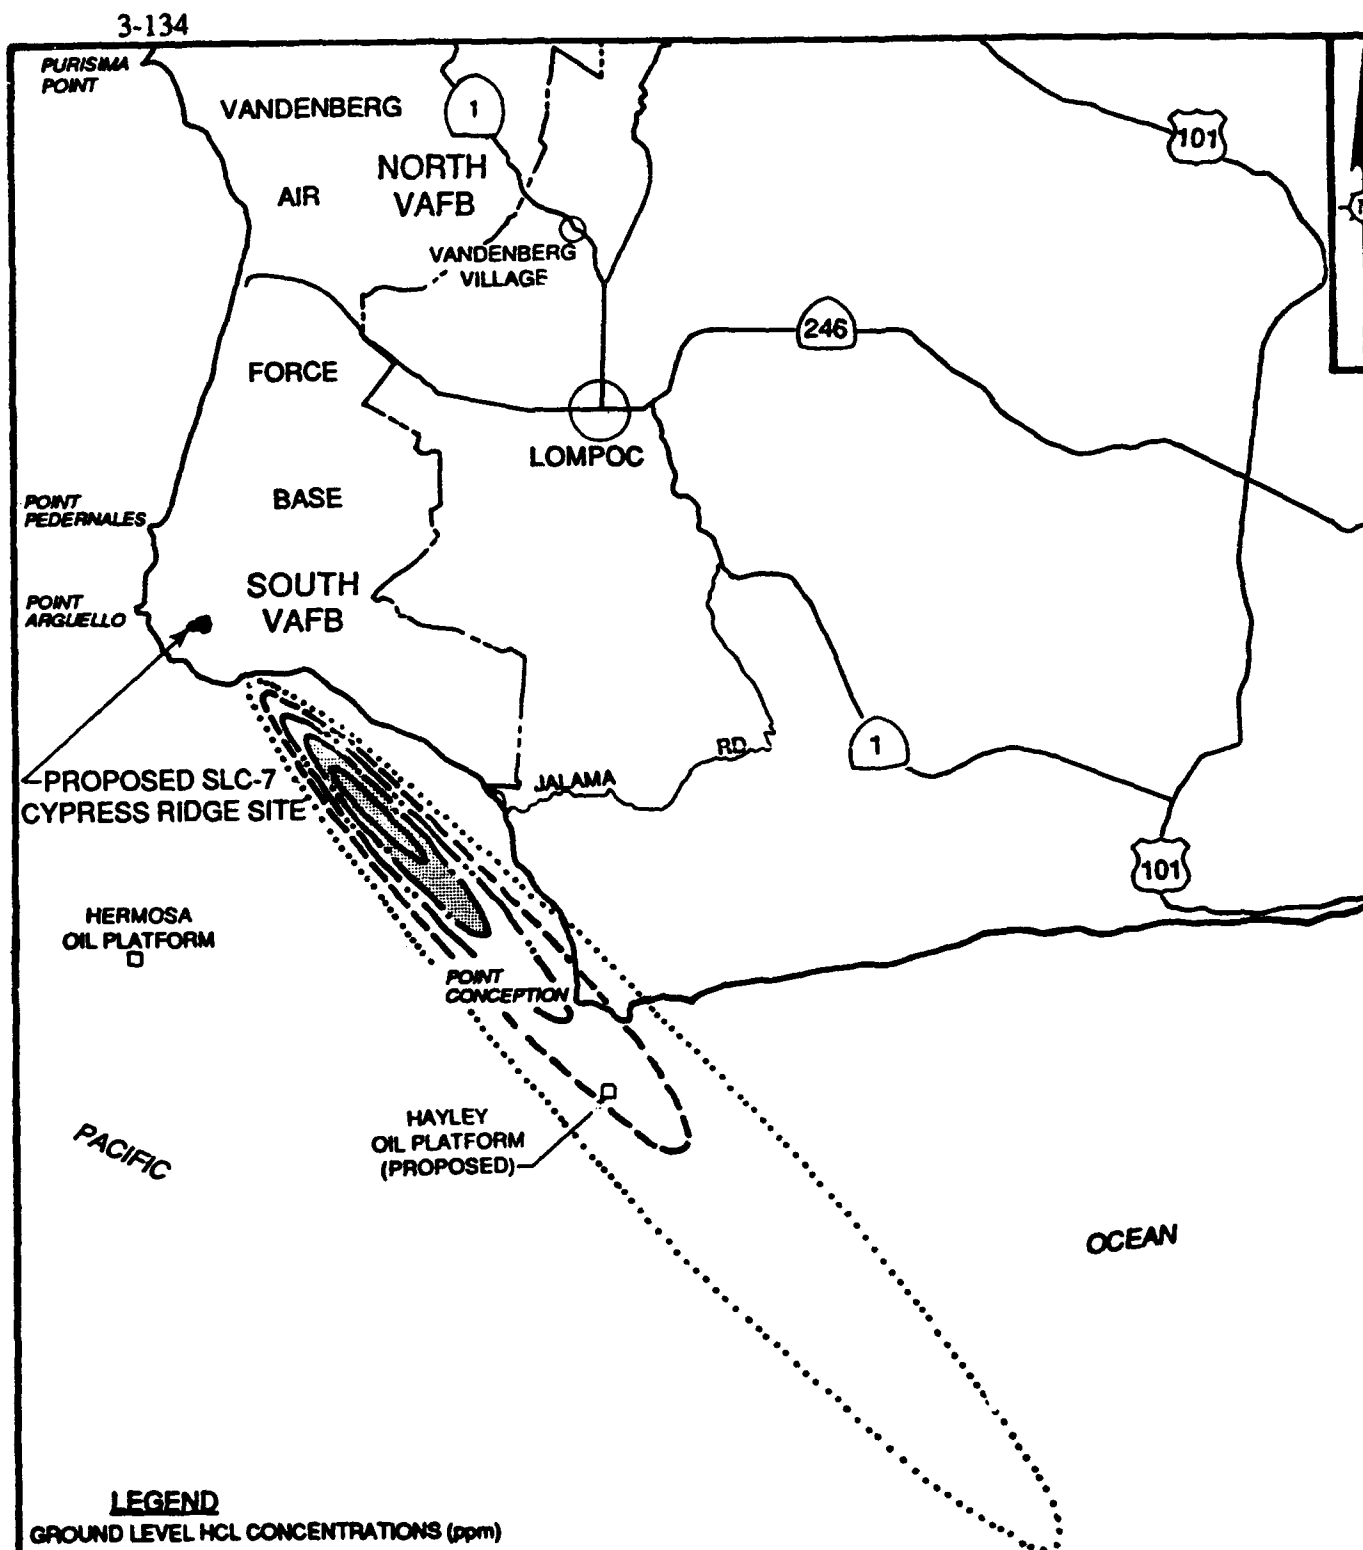 3-134
PURISIMA
POINT
VANDENBERG
1
101
NORTH
VAFB
AIR
VANDENBERG
VILLAGE
246
FORCE
LOMPOC
BASE
POINT
PEDERNALES
SOUTH
VAFB
POINT
ARGUELLO
RD
1
JALAMA
PROPOSED SLC-7
CYPRESS RIDGE SITE
101
HERMOSA
OIL PLATFORM
POINT
CONCEPTION
HAYLEY
OIL PLATFORM
(PROPOSED)
PACIFIC
OCEAN
LEGEND
GROUND LEVEL HCL CONCENTRATIONS (ppm)